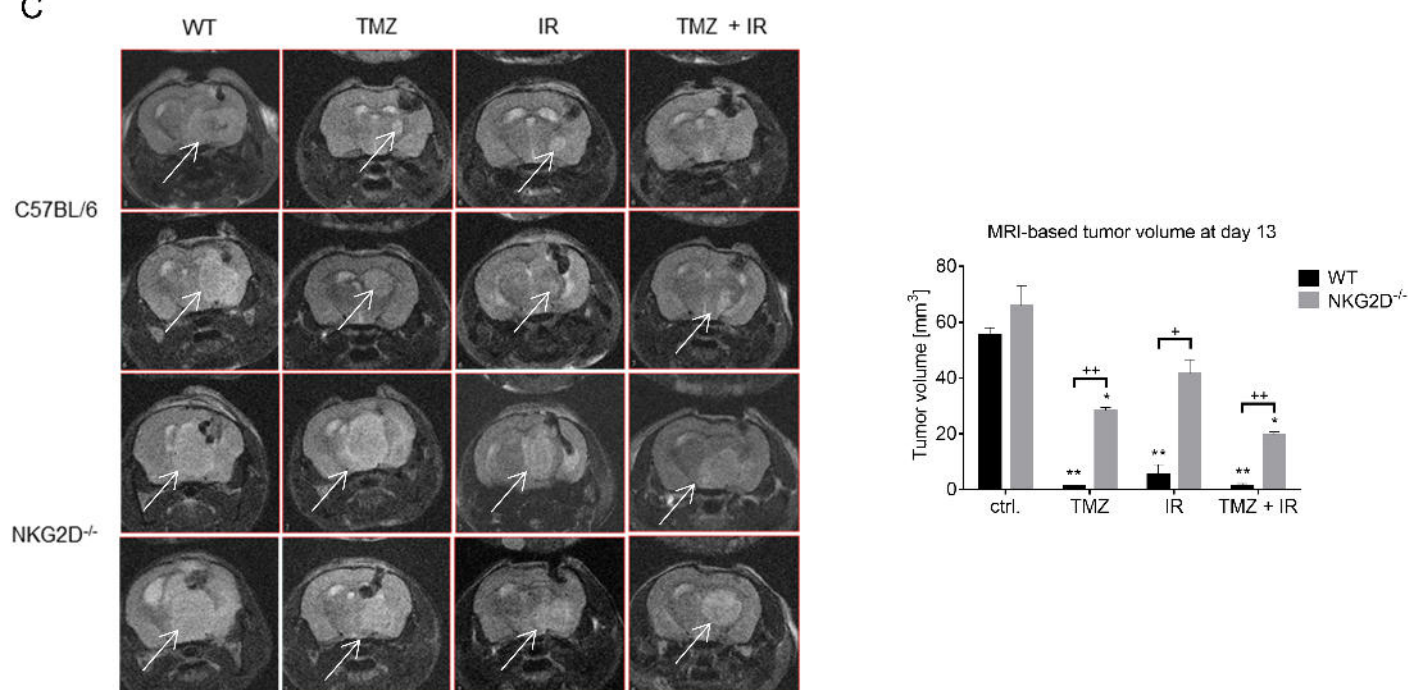 C
WT
TMZ
IR
TMZ + IR
C57BL/6
NKG2D-/-
MRI-based tumor volume at day 13
Tumor volume [mm3]
80
60
40
20
0
**
++
*
**
+
**
++
*
ctrl.
TMZ
IR
TMZ + IR
WT
NKG2D-/-